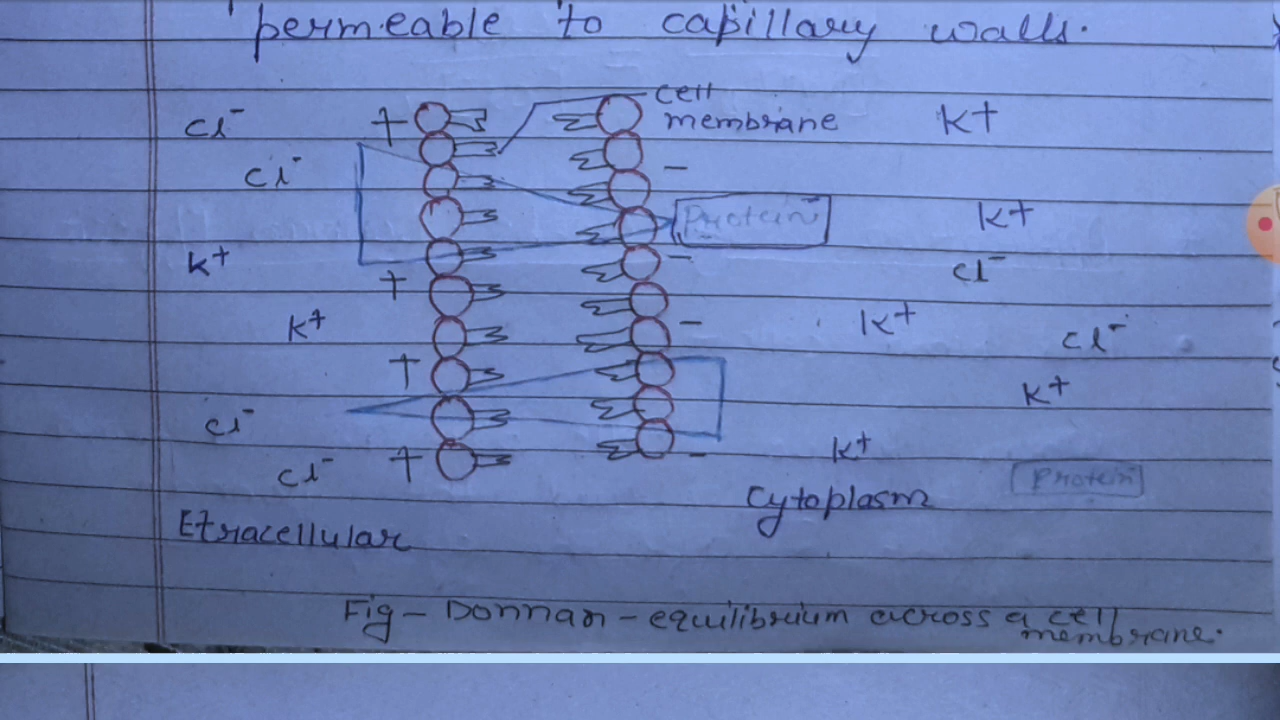 permeable to capillary walls.
cell
membrane
Cl⁻
+
K+
Cl⁻
−
Protein
K+
K+
−
Cl⁻
+
K+
−
K+
Cl⁻
+
K+
Cl⁻
K+
Cl⁻
+
−
Protein
Cytoplasm
Etracellular
Fig – Donnan – equilibrium across a cell
membrane.